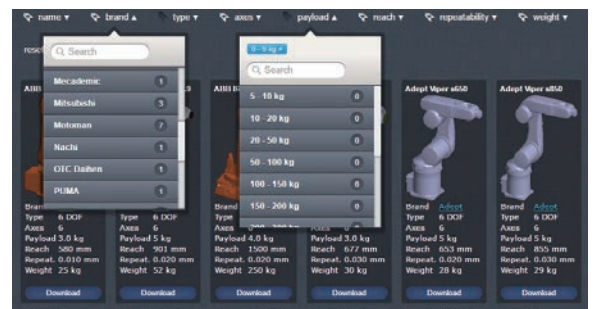 name ▾ brand ▴ type ▾ axes ▾ payload ▴ reach ▾ repeatability ▾ weight ▾
Search
Mecademic 1
Mitsubishi 3
Motoman 7
Nachi 1
OTC Daihen 1
PUMA 1
Search
5 - 10 kg 0
10 - 20 kg 0
20 - 50 kg 0
50 - 100 kg 0
100 - 150 kg 0
150 - 200 kg 0
Adept Viper s650
Adept Viper s850
Brand Adept
Type 6 DOF
Axes 6
Payload 5 kg
Reach 653 mm
Repeat. 0.020 mm
Weight 28 kg
Brand Adept
Type 6 DOF
Axes 6
Payload 5 kg
Reach 855 mm
Repeat. 0.030 mm
Weight 29 kg
Type 6 DOF
Axes 6
Payload 3.0 kg
Reach 580 mm
Repeat. 0.010 mm
Weight 25 kg
Type 6 DOF
Axes 6
Payload 5 kg
Reach 901 mm
Repeat. 0.020 mm
Weight 52 kg
Payload 4.0 kg
Reach 1500 mm
Repeat. 0.020 mm
Weight 250 kg
Payload 3.0 kg
Reach 677 mm
Repeat. 0.030 mm
Weight 30 kg
Download
Download
Download
Download
Download
Download